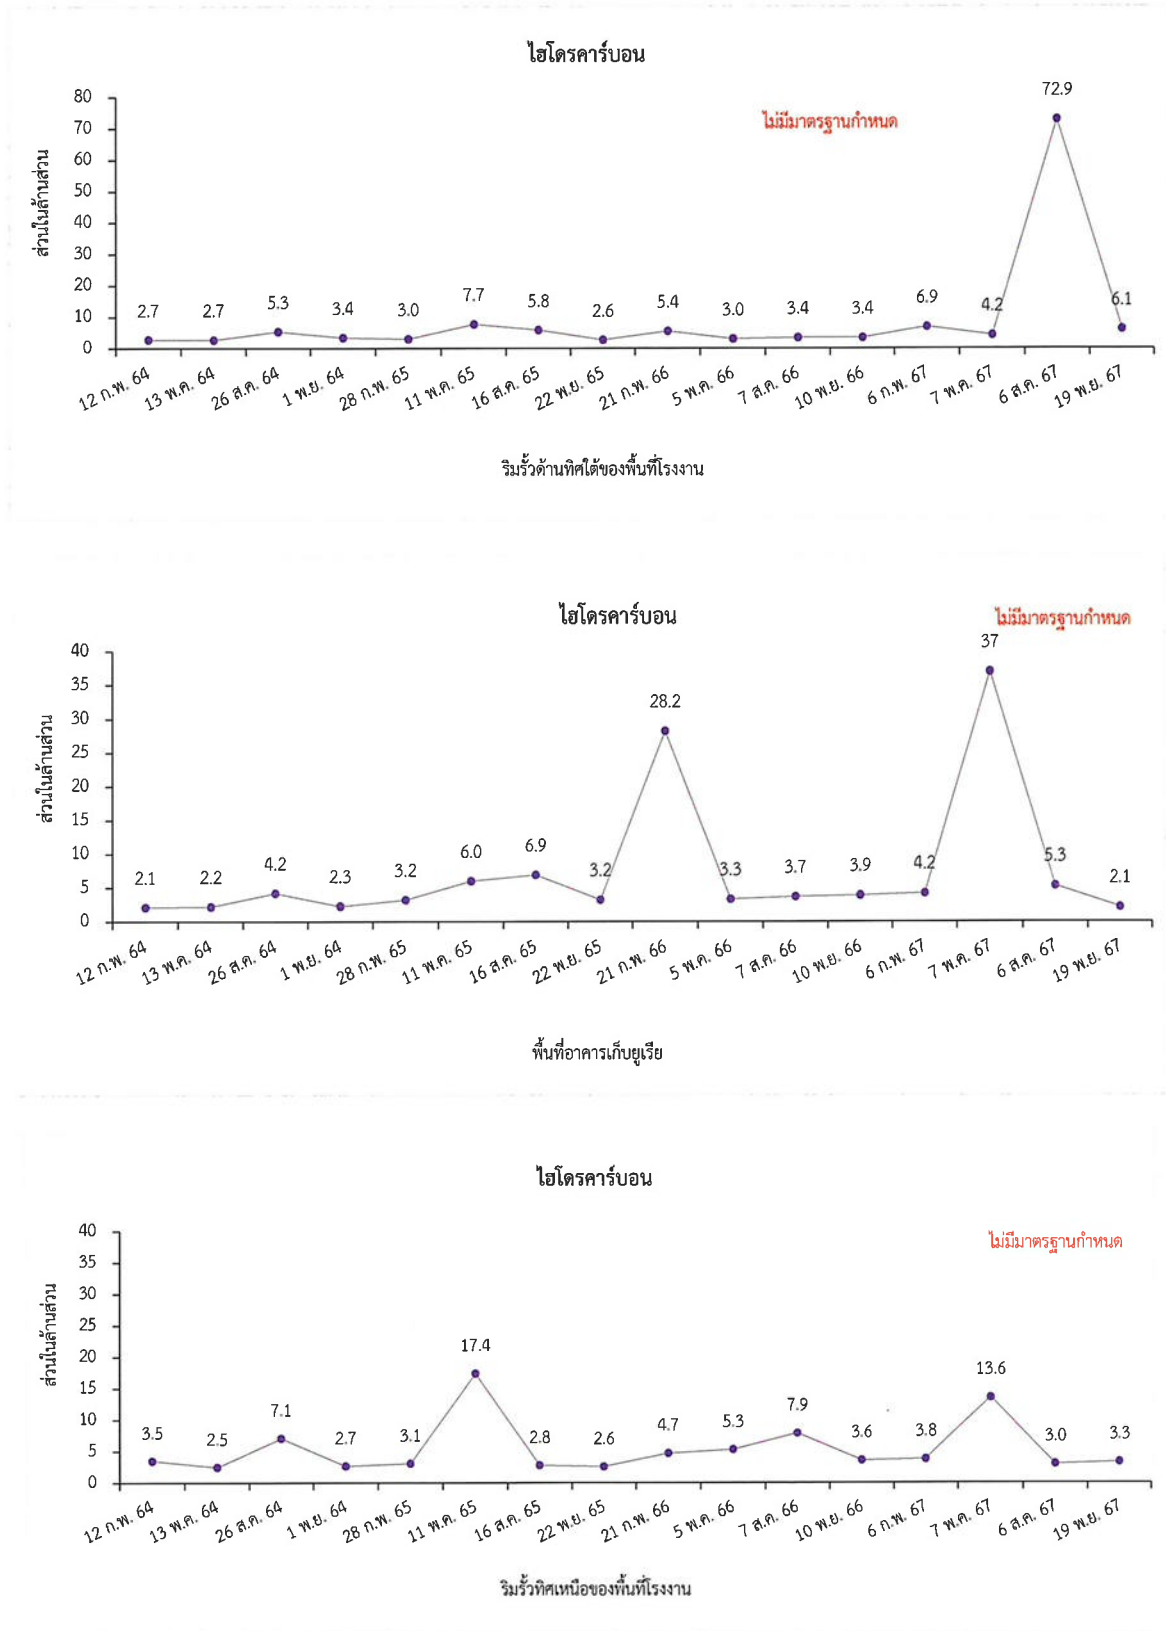 ไฮโดรคาร์บอน
ไม่มีมาตรฐานกำหนด
ส่วนในล้านส่วน
80
70
60
50
40
30
20
10
0
2.7 2.7 5.3 3.4 3.0 7.7 5.8 2.6 5.4 3.0 3.4 3.4 6.9 4.2 72.9 6.1
12 ก.พ. 64 13 พ.ค. 64 26 ส.ค. 64 1 พ.ย. 64 28 ก.พ. 65 11 พ.ค. 65 16 ส.ค. 65 22 พ.ย. 65 21 ก.พ. 66 5 พ.ค. 66 7 ส.ค. 66 10 พ.ย. 66 6 ก.พ. 67 7 พ.ค. 67 6 ส.ค. 67 19 พ.ย. 67
ริมรั้วด้านทิศใต้ของพื้นที่โรงงาน
ไฮโดรคาร์บอน
ไม่มีมาตรฐานกำหนด
ส่วนในล้านส่วน
40
35
30
25
20
15
10
5
0
2.1 2.2 4.2 2.3 3.2 6.0 6.9 3.2 28.2 3.3 3.7 3.9 4.2 37 5.3 2.1
12 ก.พ. 64 13 พ.ค. 64 26 ส.ค. 64 1 พ.ย. 64 28 ก.พ. 65 11 พ.ค. 65 16 ส.ค. 65 22 พ.ย. 65 21 ก.พ. 66 5 พ.ค. 66 7 ส.ค. 66 10 พ.ย. 66 6 ก.พ. 67 7 พ.ค. 67 6 ส.ค. 67 19 พ.ย. 67
พื้นที่อาคารเก็บยูเรีย
ไฮโดรคาร์บอน
ไม่มีมาตรฐานกำหนด
ส่วนในล้านส่วน
40
35
30
25
20
15
10
5
0
3.5 2.5 7.1 2.7 3.1 17.4 2.8 2.6 4.7 5.3 7.9 3.6 3.8 13.6 3.0 3.3
12 ก.พ. 64 13 พ.ค. 64 26 ส.ค. 64 1 พ.ย. 64 28 ก.พ. 65 11 พ.ค. 65 16 ส.ค. 65 22 พ.ย. 65 21 ก.พ. 66 5 พ.ค. 66 7 ส.ค. 66 10 พ.ย. 66 6 ก.พ. 67 7 พ.ค. 67 6 ส.ค. 67 19 พ.ย. 67
ริมรั้วทิศเหนือของพื้นที่โรงงาน